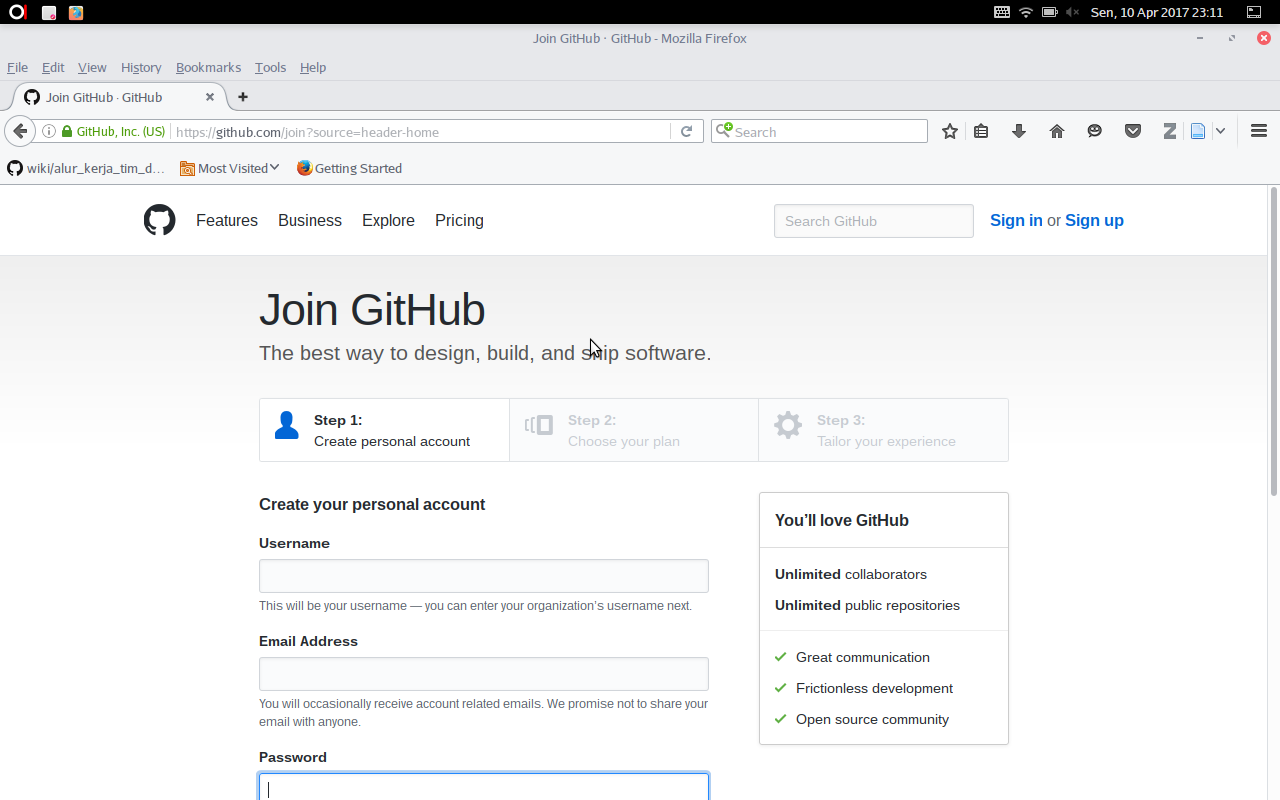 Sen, 10 Apr 2017 23:11
Join GitHub · GitHub - Mozilla Firefox
File Edit View History Bookmarks Tools Help
Join GitHub · GitHub
GitHub, Inc. (US) https://github.com/join?source=header-home Search
wiki/alur_kerja_tim_d... Most Visited Getting Started
Features Business Explore Pricing Search GitHub Sign in or Sign up
Join GitHub
The best way to design, build, and ship software.
Step 1:
Create personal account
Step 2:
Choose your plan
Step 3:
Tailor your experience
Create your personal account
Username
This will be your username — you can enter your organization's username next.
Email Address
You will occasionally receive account related emails. We promise not to share your
email with anyone.
Password
You'll love GitHub
Unlimited collaborators
Unlimited public repositories
Great communication
Frictionless development
Open source community